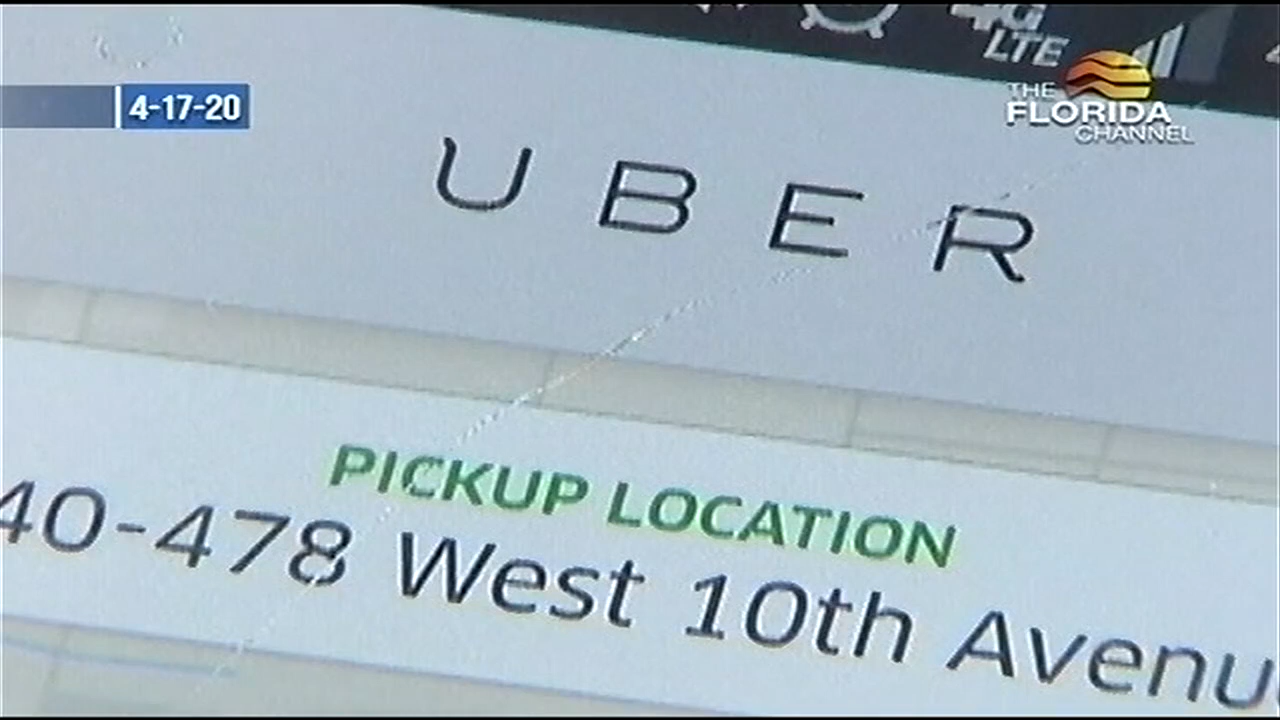 4G
LTE
4-17-20
THE
FLORIDA
CHANNEL
UBER
PICKUP LOCATION
40-478 West 10th Avenu